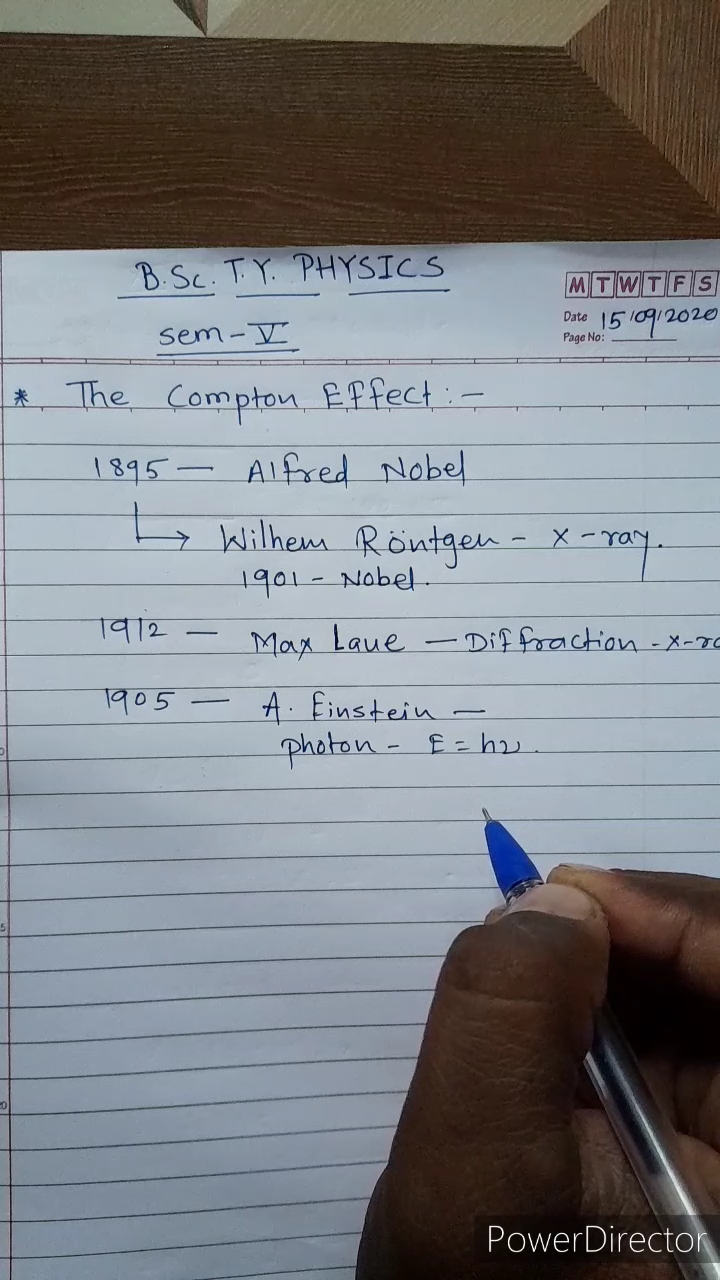 B.Sc. T.Y. PHYSICS
M T W T F S
Date 15/09/2020
Page No:
Sem - V
* The Compton Effect :-
1895 — Alfred Nobel
Wilhem Röntgen - X-ray.
1901 - Nobel.
1912 — Max Laue — Diffraction - X-ra
1905 — A. Einstein —
photon - E = hν.
PowerDirector